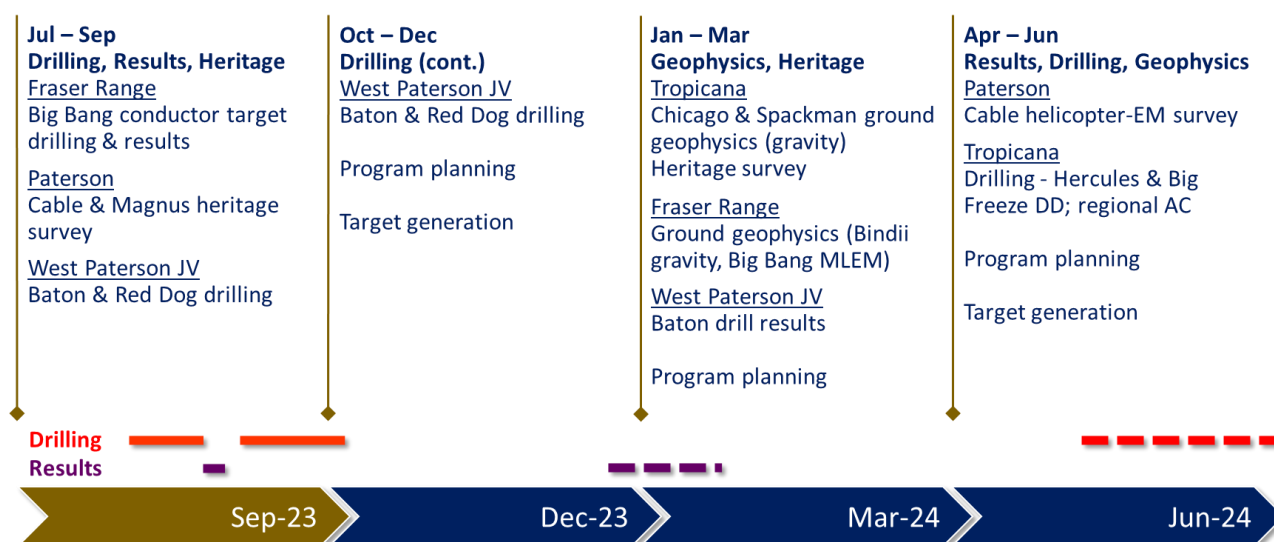 Jul – Sep
Drilling, Results, Heritage
Fraser Range
Big Bang conductor target
drilling & results
Paterson
Cable & Magnus heritage
survey
West Paterson JV
Baton & Red Dog drilling
Oct – Dec
Drilling (cont.)
West Paterson JV
Baton & Red Dog drilling
Program planning
Target generation
Jan – Mar
Geophysics, Heritage
Tropicana
Chicago & Spackman ground
geophysics (gravity)
Heritage survey
Fraser Range
Ground geophysics (Bindii
gravity, Big Bang MLEM)
West Paterson JV
Baton drill results
Program planning
Apr – Jun
Results, Drilling, Geophysics
Paterson
Cable helicopter-EM survey
Tropicana
Drilling - Hercules & Big
Freeze DD; regional AC
Program planning
Target generation
Drilling
Results
Sep-23
Dec-23
Mar-24
Jun-24